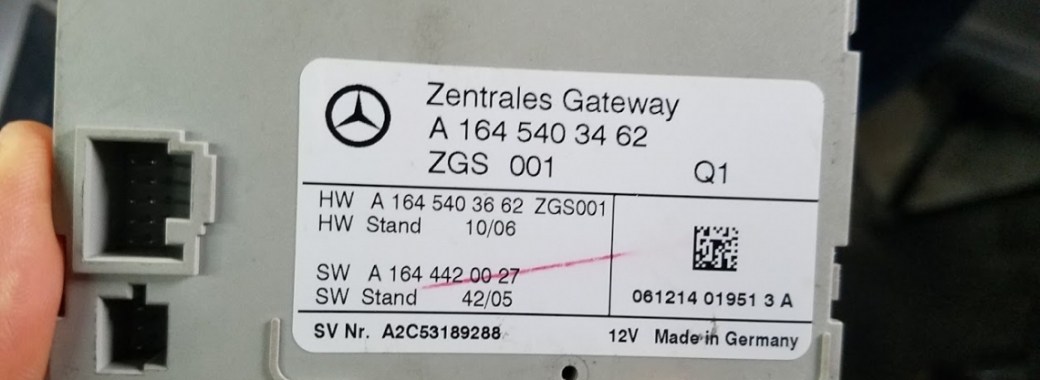 Zentrales Gateway
A 164 540 34 62
ZGS 001 Q1
HW A 164 540 36 62 ZGS001
HW Stand 10/06
SW A 164 442 00 27
SW Stand 42/05
061214 01951 3 A
SV Nr. A2C53189288
12V Made in Germany